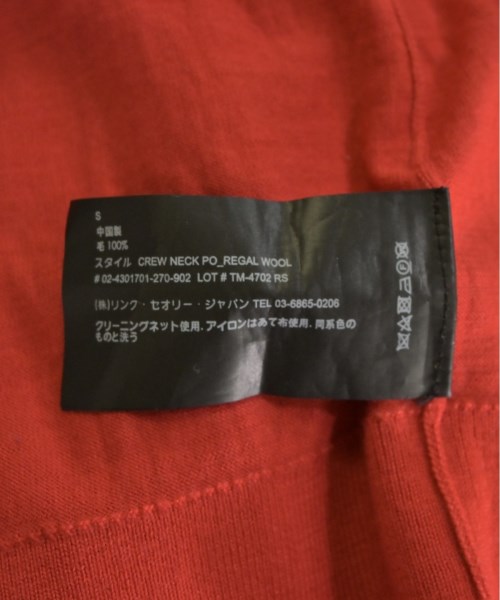 S
中国製
毛 100%
スタイル CREW NECK PO_REGAL WOOL
# 02-4301701-270-902 LOT # TM-4702 RS
(株)リンク・セオリー・ジャパン TEL 03-6865-0206
クリーニングネット使用. アイロンはあて布使用. 同系色の
ものと洗う